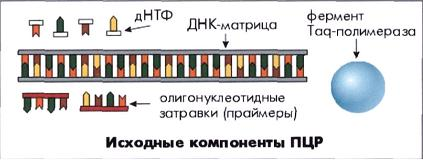 дНТФ
ДНК-матрица
фермент
Taq-полимераза
олигонуклеотидные
затравки (праймеры)
Исходные компоненты ПЦР